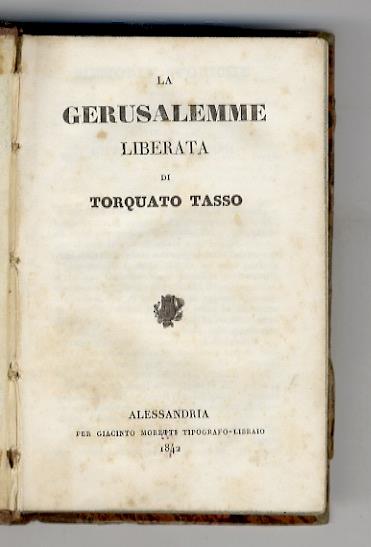 LA
GERUSALEMME
LIBERATA
DI
TORQUATO TASSO
ALESSANDRIA
PER GIACINTO MORETTI TIPOGRAFO-LIBRAIO
1842